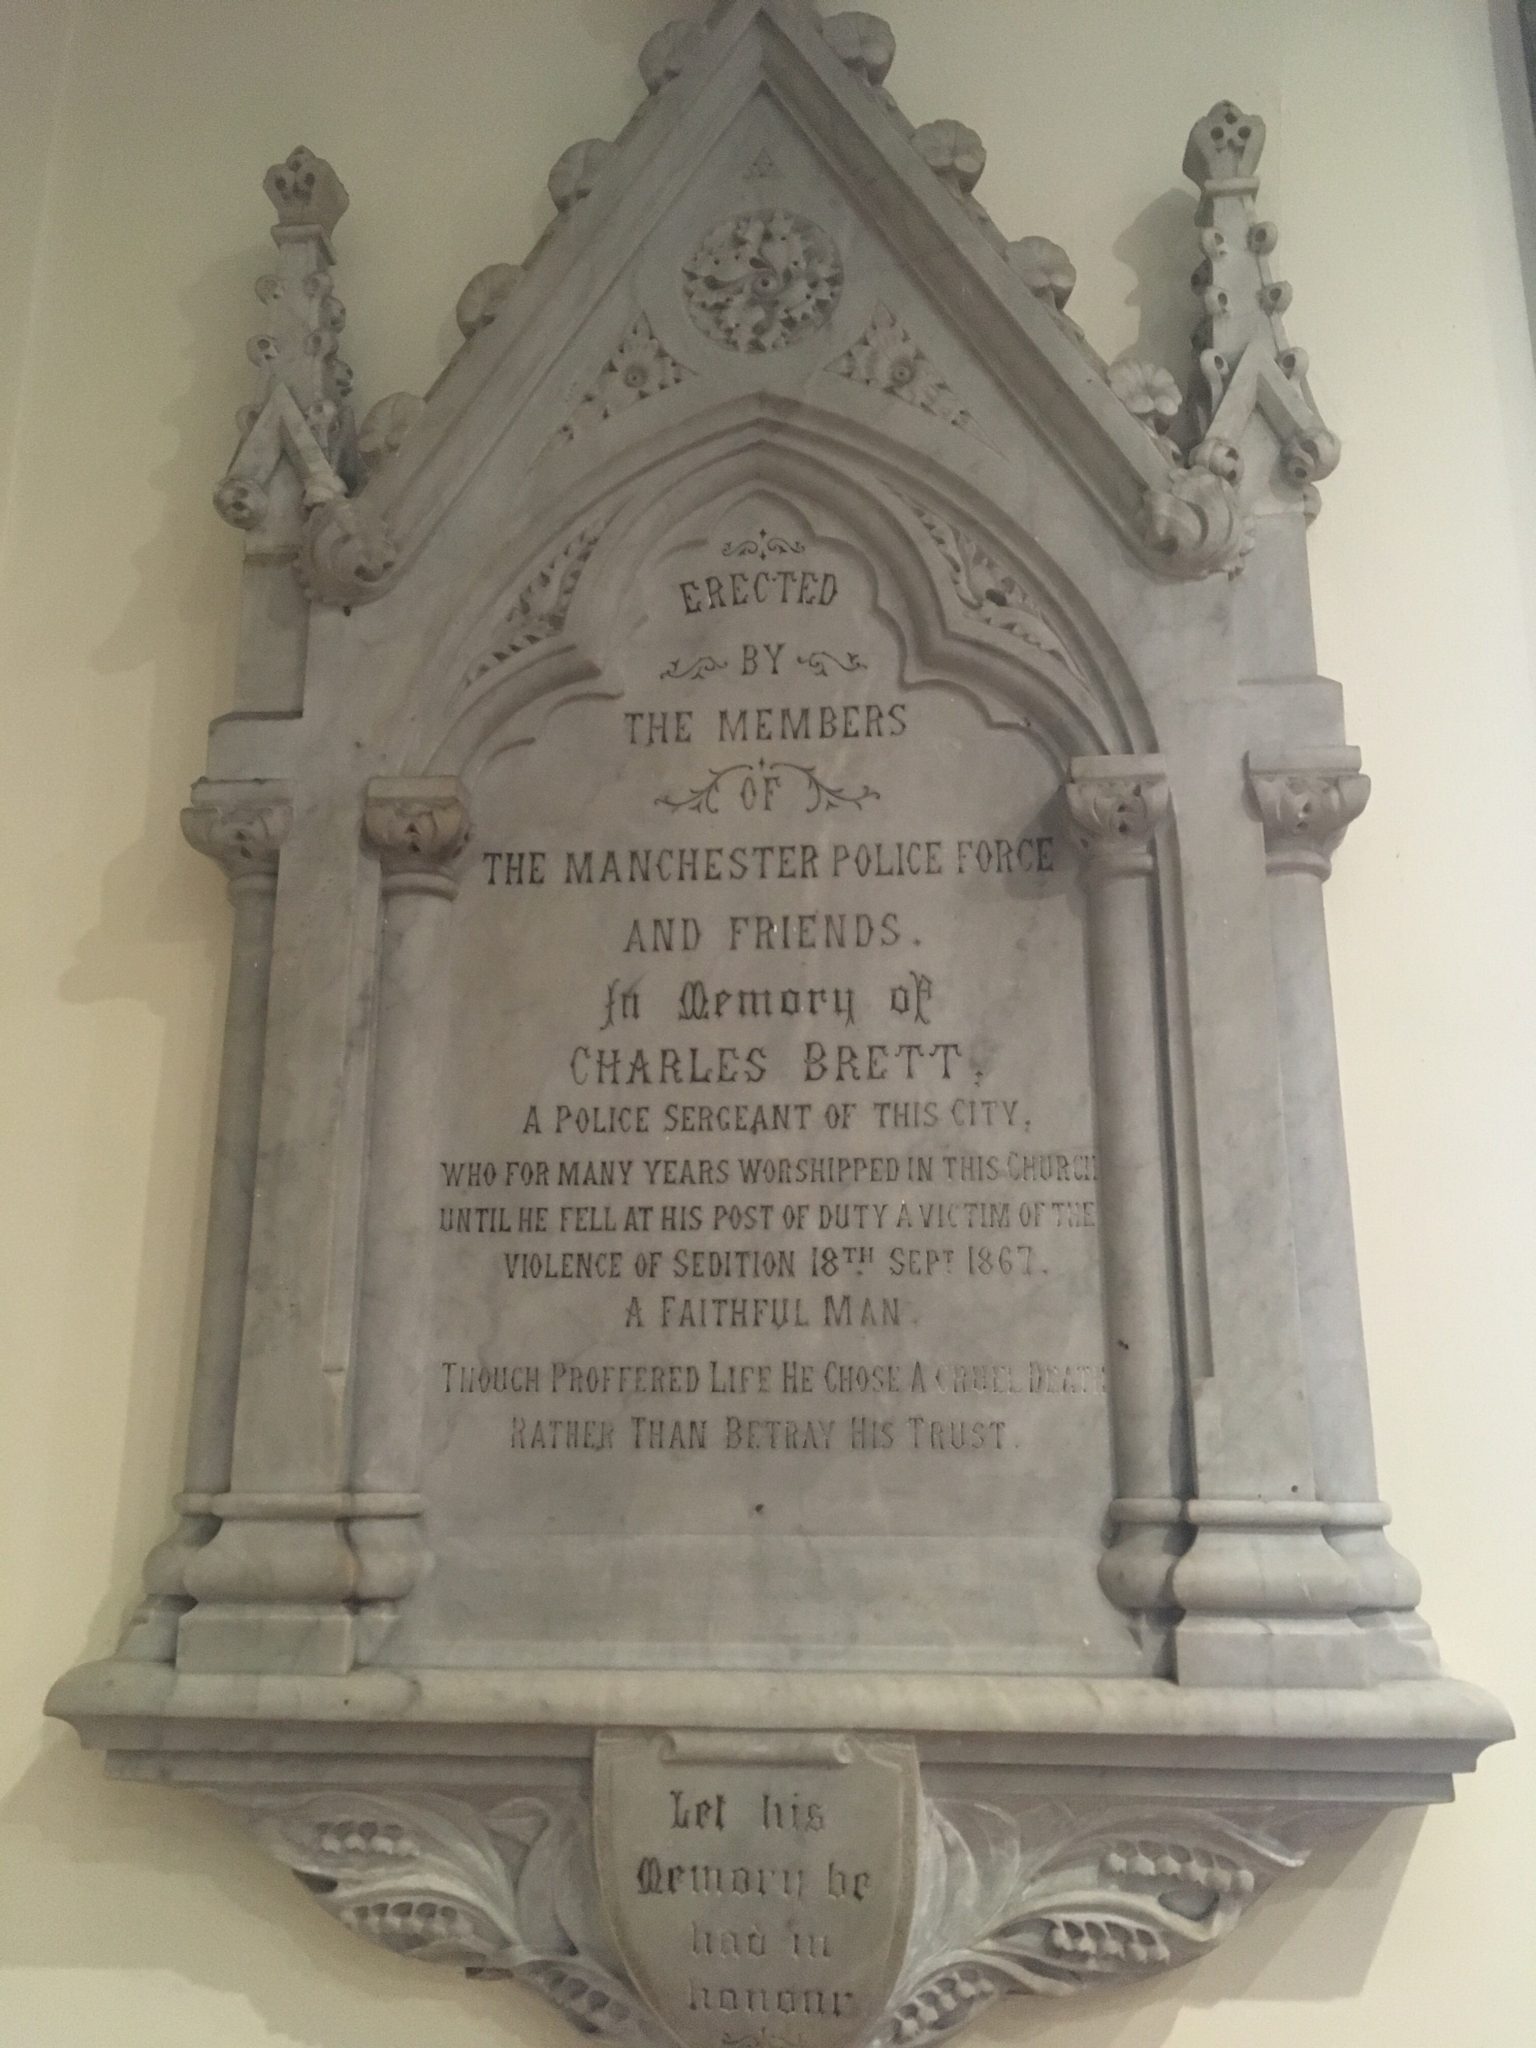 ERECTED
BY
THE MEMBERS
OF
THE MANCHESTER POLICE FORCE
AND FRIENDS.
In Memory of
CHARLES BRETT,
A POLICE SERGEANT OF THIS CITY,
WHO FOR MANY YEARS WORSHIPPED IN THIS CHURCH
UNTIL HE FELL AT HIS POST OF DUTY A VICTIM OF THE
VIOLENCE OF SEDITION 18TH SEPT 1867.
A FAITHFUL MAN.
THOUGH PROFFERED LIFE HE CHOSE A CRUEL DEATH
RATHER THAN BETRAY HIS TRUST.
Let his
Memory be
had in
honour